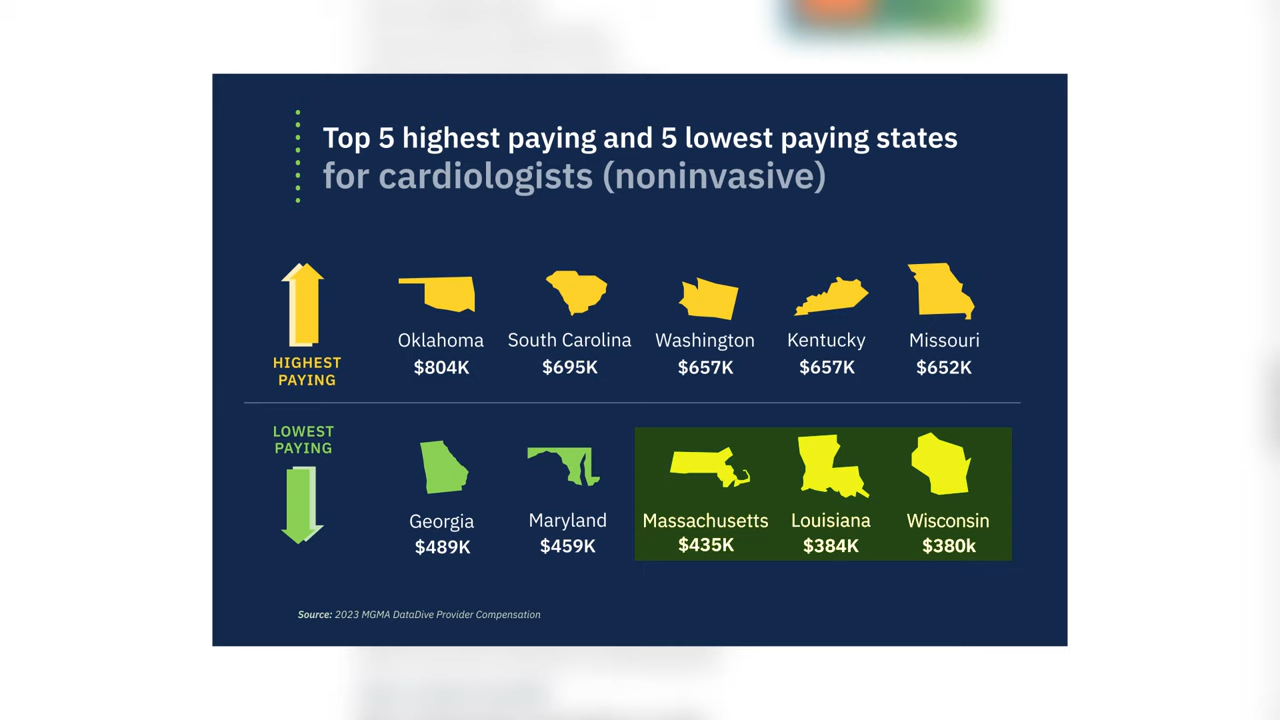 Top 5 highest paying and 5 lowest paying states
for cardiologists (noninvasive)
HIGHEST
PAYING
Oklahoma
$804K
South Carolina
$695K
Washington
$657K
Kentucky
$657K
Missouri
$652K
LOWEST
PAYING
Georgia
$489K
Maryland
$459K
Massachusetts
$435K
Louisiana
$384K
Wisconsin
$380k
Source: 2023 MGMA DataDive Provider Compensation